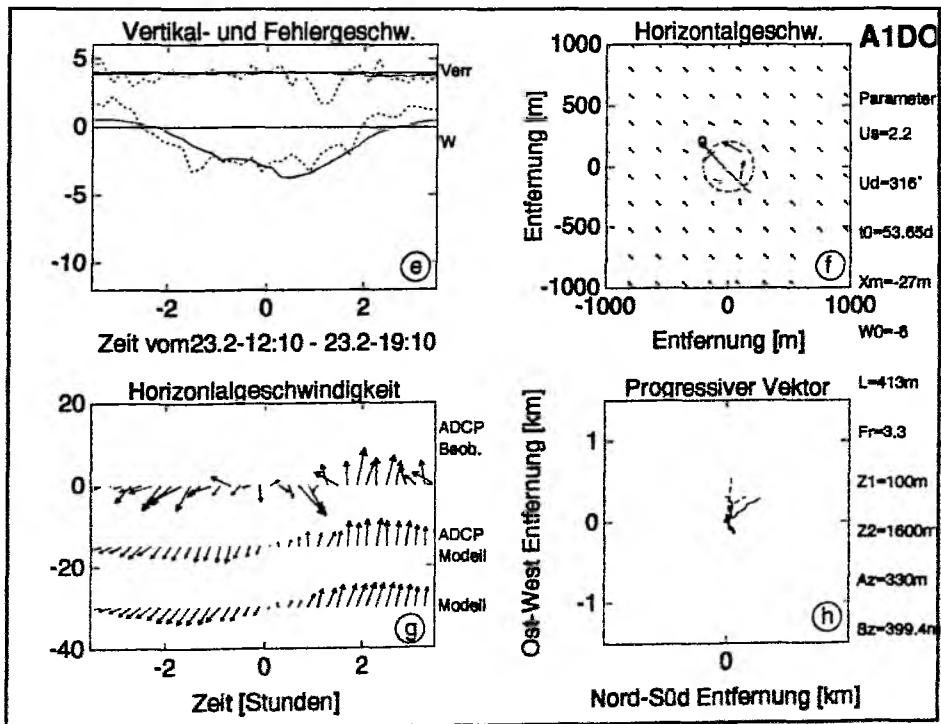 Vertikal- und Fehlergeschw.
5
0
-5
-10
Verr
W
e
-2
0
2
Zeit vom23.2-12:10 - 23.2-19:10
Horizontalgeschw.
1000
500
0
-500
-1000
Entfernung [m]
f
-1000
0
1000
Entfernung [m]
A1DO
Parameter
Us=2.2
Ud=316°
t0=53.65d
Xm=-27m
W0=-6
L=413m
Fr=3.3
Z1=100m
Z2=1600m
Az=330m
Bz=399.4m
Horizonlalgeschwindigkeit
20
0
-20
-40
ADCP
Beob.
ADCP
Modell
Modell
g
-2
0
2
Zeit [Stunden]
Progressiver Vektor
1
0
-1
Ost-West Entfernung [km]
h
0
Nord-Süd Entfernung [km]